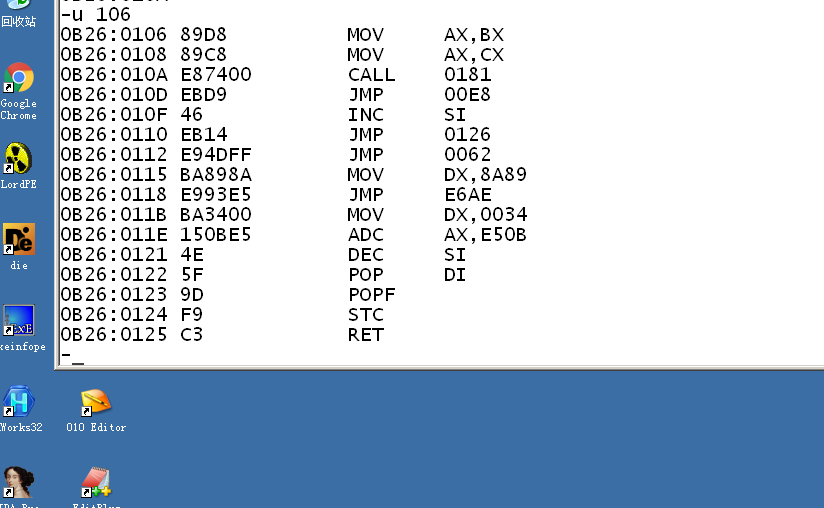 -u 106
0B26:0106 89D8 MOV AX,BX
0B26:0108 89C8 MOV AX,CX
0B26:010A E87400 CALL 0181
0B26:010D EBD9 JMP 00E8
0B26:010F 46 INC SI
0B26:0110 EB14 JMP 0126
0B26:0112 E94DFF JMP 0062
0B26:0115 BA898A MOV DX,8A89
0B26:0118 E993E5 JMP E6AE
0B26:011B BA3400 MOV DX,0034
0B26:011E 150BE5 ADC AX,E50B
0B26:0121 4E DEC SI
0B26:0122 5F POP DI
0B26:0123 9D POPF
0B26:0124 F9 STC
0B26:0125 C3 RET
-_
回收站
Google
Chrome
LordPE
die
xeinfope
Works32
010 Editor